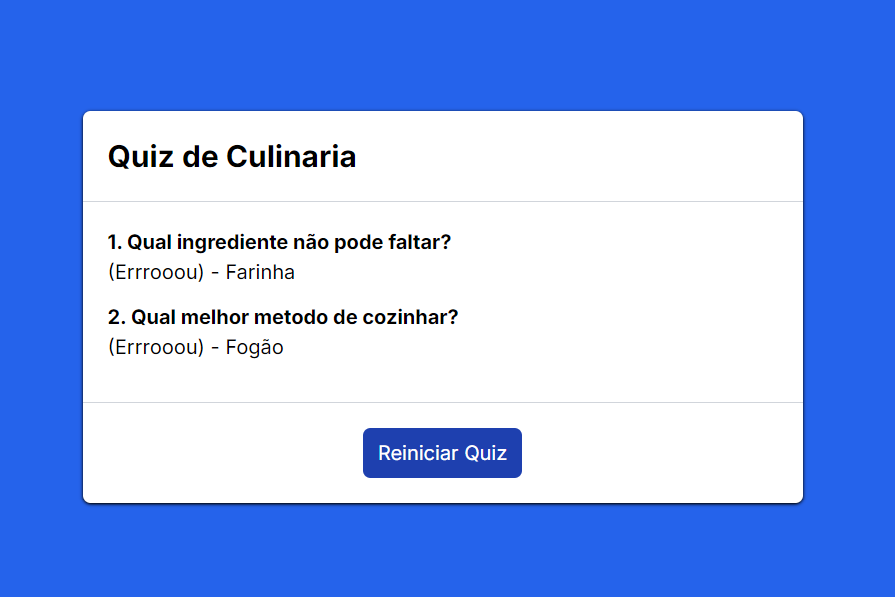 Quiz de Culinaria
1. Qual ingrediente não pode faltar?
(Errrooou) - Farinha
2. Qual melhor metodo de cozinhar?
(Errrooou) - Fogão
Reiniciar Quiz